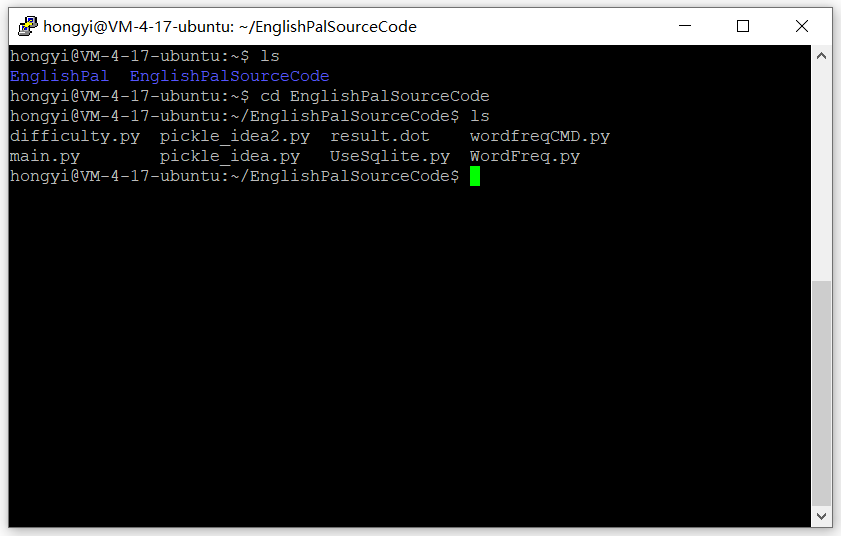 hongyi@VM-4-17-ubuntu: ~/EnglishPalSourceCode
hongyi@VM-4-17-ubuntu:~$ ls
EnglishPal  EnglishPalSourceCode
hongyi@VM-4-17-ubuntu:~$ cd EnglishPalSourceCode
hongyi@VM-4-17-ubuntu:~/EnglishPalSourceCode$ ls
difficulty.py  pickle_idea2.py  result.dot    wordfreqCMD.py
main.py        pickle_idea.py   UseSqlite.py  WordFreq.py
hongyi@VM-4-17-ubuntu:~/EnglishPalSourceCode$